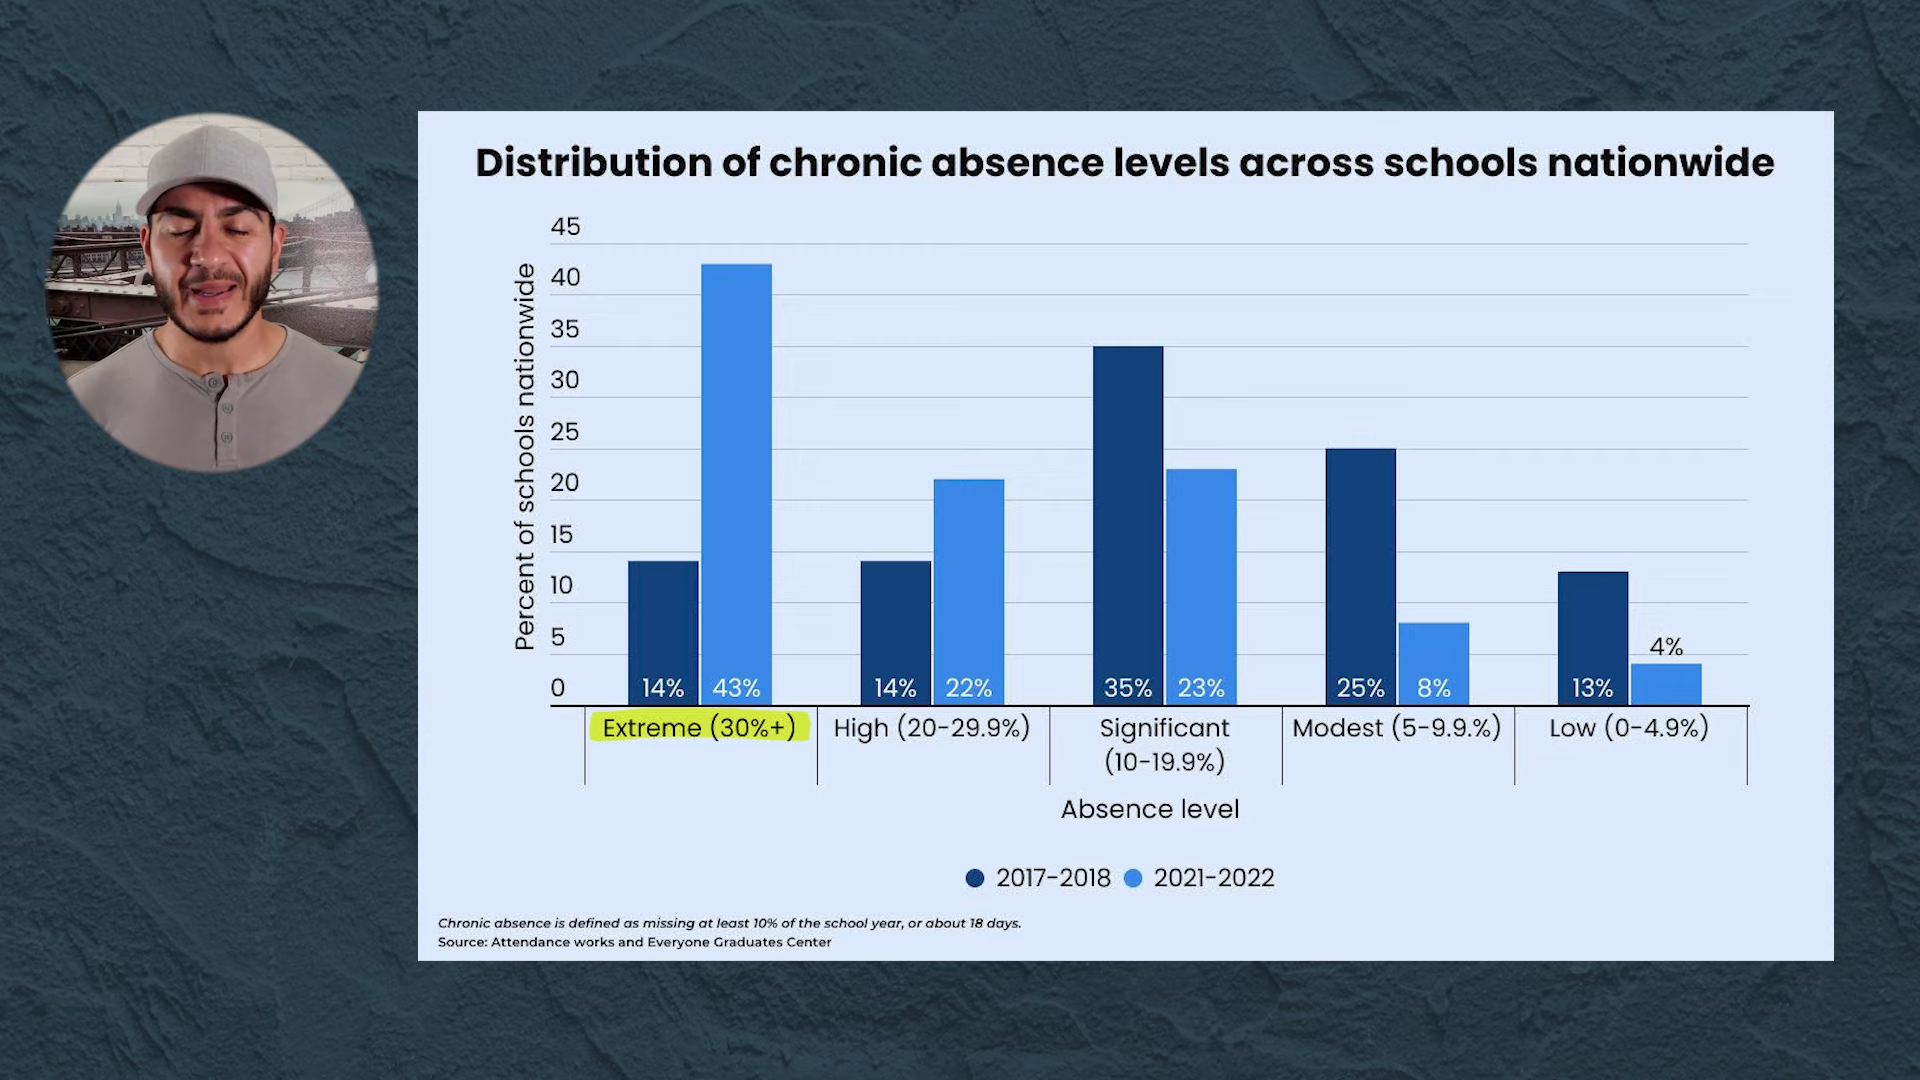 Distribution of chronic absence levels across schools nationwide
Percent of schools nationwide
45
40
35
30
25
20
15
10
5
0
14% 43% 14% 22% 35% 23% 25% 8% 13% 4%
Extreme (30%+) High (20-29.9%) Significant Modest (5-9.9.%) Low (0-4.9%)
(10-19.9%)
Absence level
2017-2018 2021-2022
Chronic absence is defined as missing at least 10% of the school year, or about 18 days.
Source: Attendance works and Everyone Graduates Center